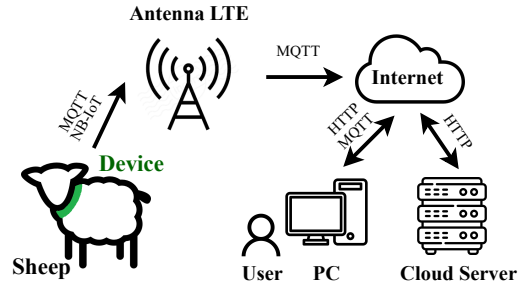 Antenna LTE
MQTT
Internet
MQTT
NB-IoT
HTTP
MQTT
HTTP
Device
Sheep
User
PC
Cloud Server